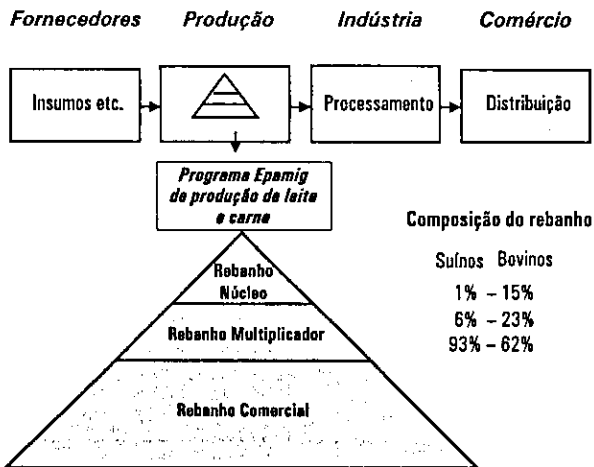 Fornecedores Produção Indústria Comércio
Insumos etc. Processamento Distribuição
Programa Epamig
de produção de leite
e carne
Composição do rebanho
Suínos Bovinos
1% – 15%
6% – 23%
93% – 62%
Rebanho
Núcleo
Rebanho Multiplicador
Rebanho Comercial